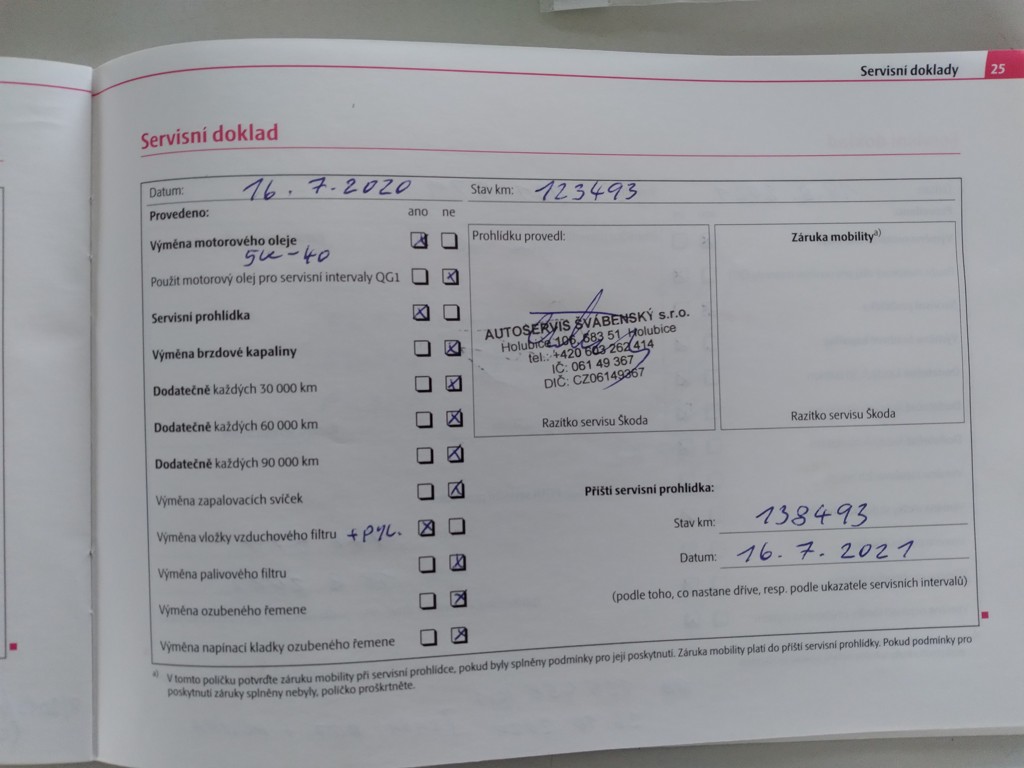 Servisní doklady 25
Servisní doklad
Datum: 16. 7. 2020 Stav km: 123493
Provedeno: ano ne
Výměna motorového oleje
5W-40
Použit motorový olej pro servisní intervaly QG1
Servisní prohlídka
Výměna brzdové kapaliny
Dodatečně každých 30 000 km
Dodatečně každých 60 000 km
Dodatečně každých 90 000 km
Výměna zapalovacích svíček
Výměna vložky vzduchového filtru + pyl.
Výměna palivového filtru
Výměna ozubeného řemene
Výměna napínací kladky ozubeného řemene
Prohlídku provedl:
AUTOSERVIS ŠVÁBENSKÝ s.r.o.
Holubice 106, 683 51 Holubice
tel.: +420 603 262 414
IČ: 061 49 367
DIČ: CZ06149367
Razítko servisu Škoda
Záruka mobility a)
Razítko servisu Škoda
Příští servisní prohlídka:
Stav km: 138493
Datum: 16. 7. 2021
(podle toho, co nastane dříve, resp. podle ukazatele servisních intervalů)
a) V tomto políčku potvrďte záruku mobility při servisní prohlídce, pokud byly splněny podmínky pro její poskytnutí. Záruka mobility platí do příští servisní prohlídky. Pokud podmínky pro
poskytnutí záruky splněny nebyly, políčko proškrtněte.